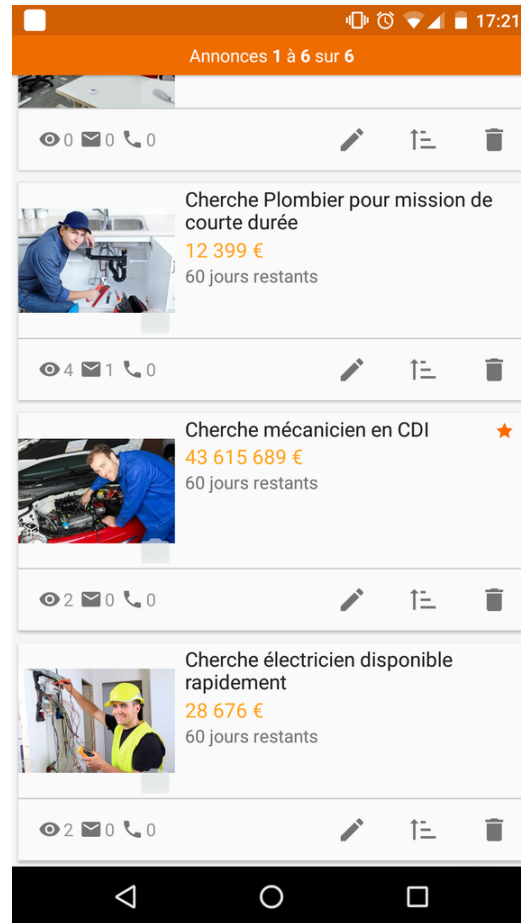 17:21
Annonces 1 à 6 sur 6
0 0 0
Cherche Plombier pour mission de
courte durée
12 399 €
60 jours restants
4 1 0
Cherche mécanicien en CDI
43 615 689 €
60 jours restants
2 0 0
Cherche électricien disponible
rapidement
28 676 €
60 jours restants
2 0 0